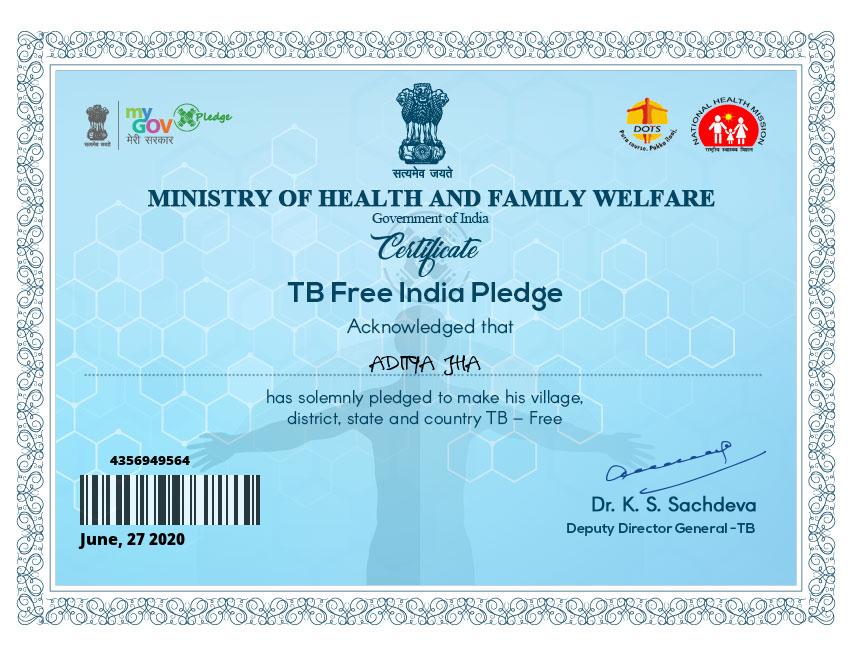 सत्यमेव जयते
my
GOV
मेरी सरकार
Pledge
सत्यमेव जयते
DOTS
Pura course, Pakka ilaj.
NATIONAL HEALTH MISSION
राष्ट्रीय स्वास्थ्य मिशन
MINISTRY OF HEALTH AND FAMILY WELFARE
Government of India
Certificate
TB Free India Pledge
Acknowledged that
ADITYA JHA
has solemnly pledged to make his village,
district, state and country TB – Free
4356949564
June, 27 2020
Dr. K. S. Sachdeva
Deputy Director General -TB